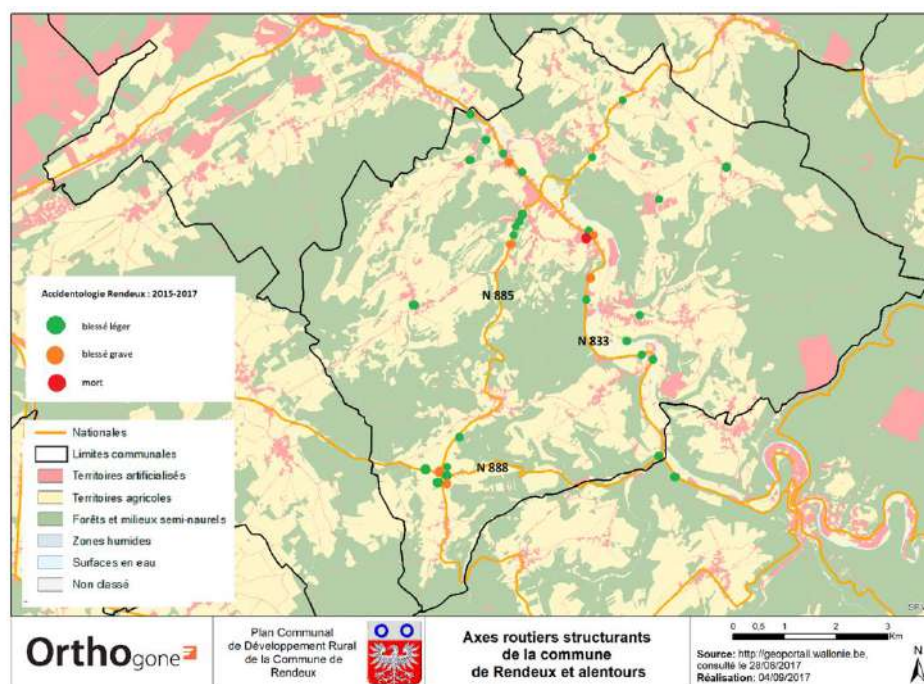 N 885
N 833
N 888
Accidentologie Rendeux : 2015-2017
blessé léger
blessé grave
mort
Nationales
Limites communales
Territoires artificialisés
Territoires agricoles
Forêts et milieux semi-naurels
Zones humides
Surfaces en eau
Non classé
Orthogone
Plan Communal
de Développement Rural
de la Commune de
Rendeux
Axes routiers structurants
de la commune
de Rendeux et alentours
0 0,5 1 2 3
Km
Source: http://geoportail.wallonie.be,
consulté le 28/08/2017
Réalisation: 04/09/2017
N